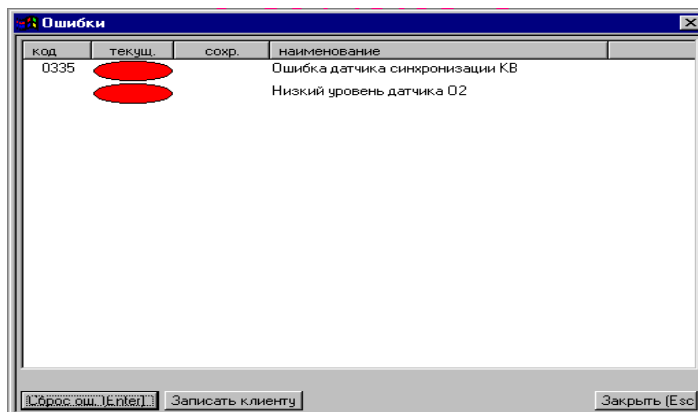 Ошибки
код текущ. сохр. наименование
0335 Ошибка датчика синхронизации КВ
Низкий уровень датчика O2
Сброс ош. (Enter) Записать клиенту Закрыть (Esc